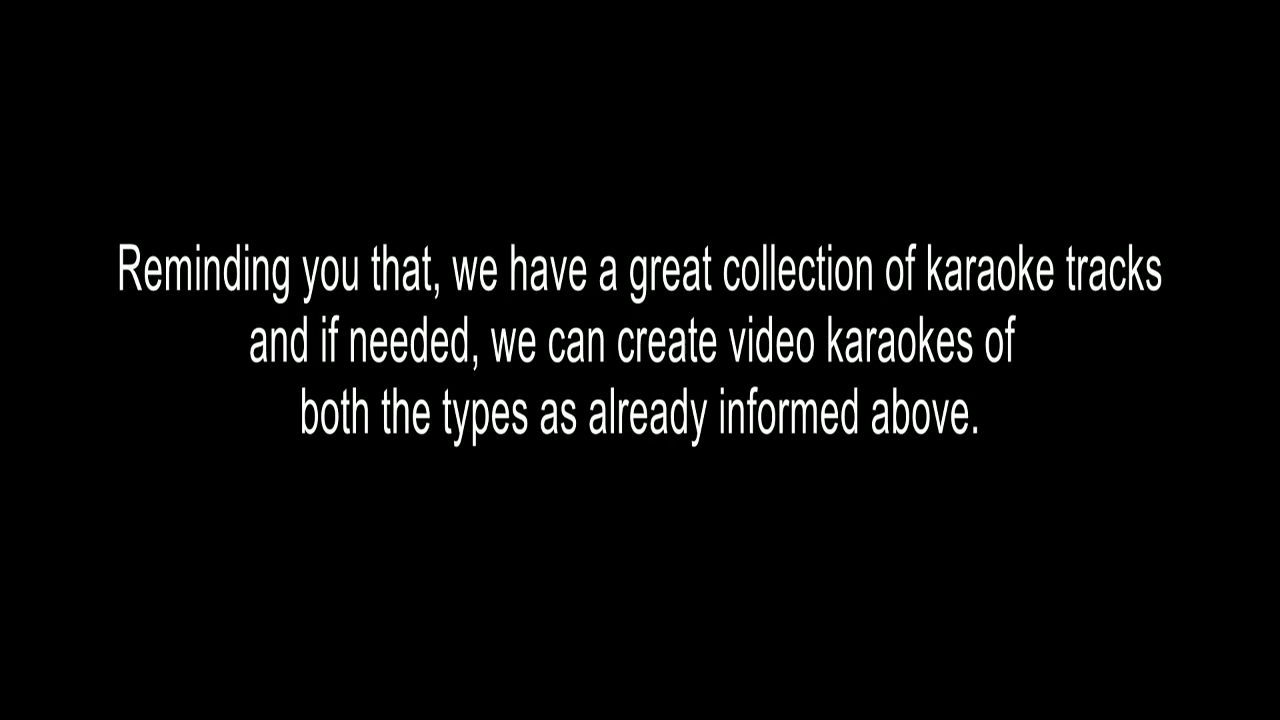 Reminding you that, we have a great collection of karaoke tracks
and if needed, we can create video karaokes of
both the types as already informed above.